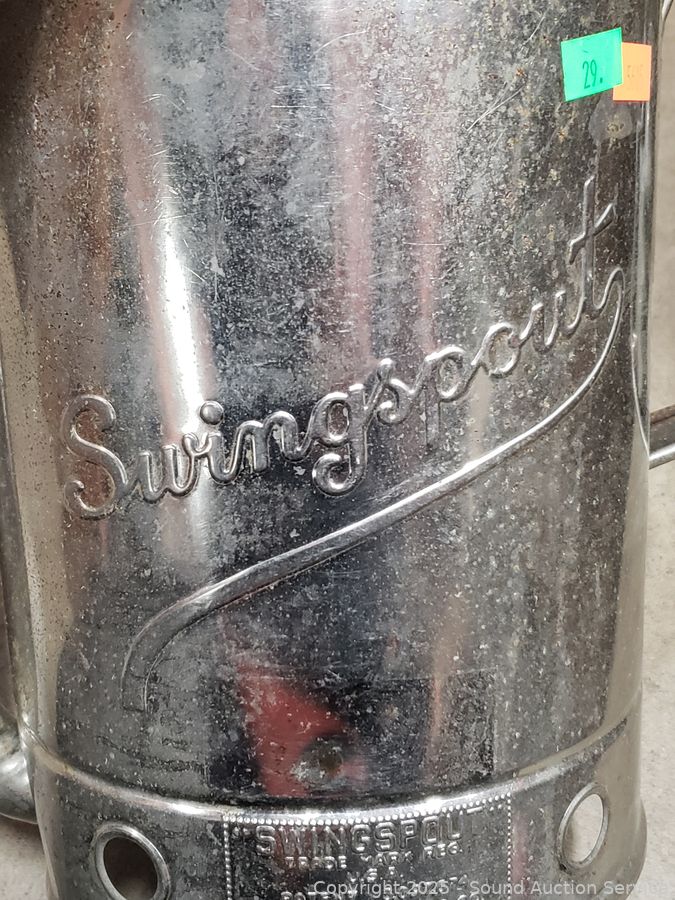 29.
Swingspout
"SWINGSPOUT
TRADE MARK REG.
Copyright 2025 - Sound Auction Service